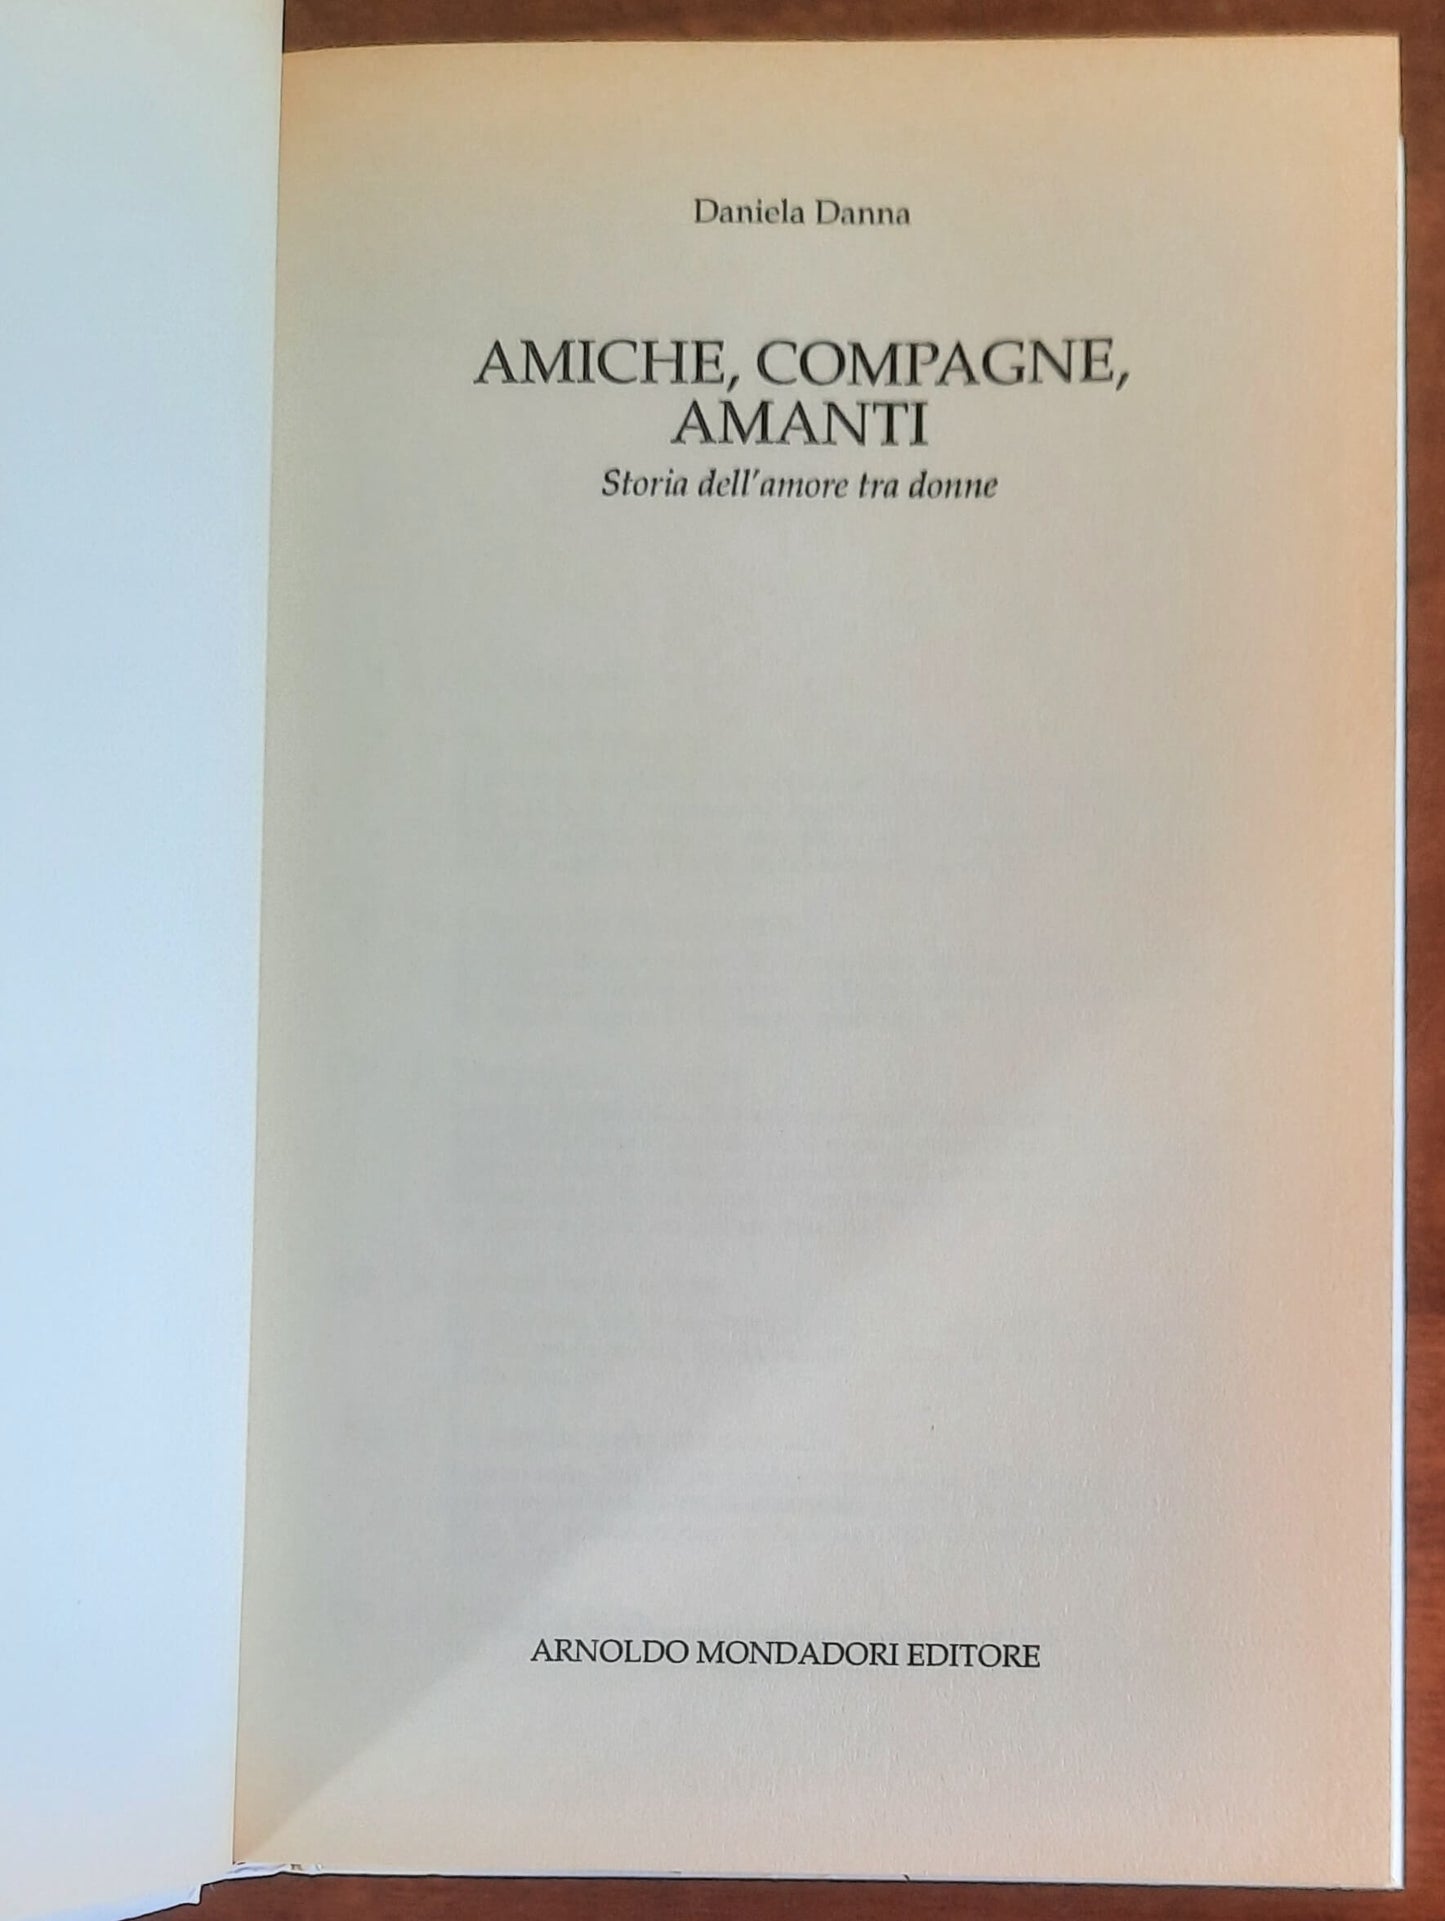 Daniela Danna
AMICHE, COMPAGNE,
AMANTI
Storia dell'amore tra donne
ARNOLDO MONDADORI EDITORE